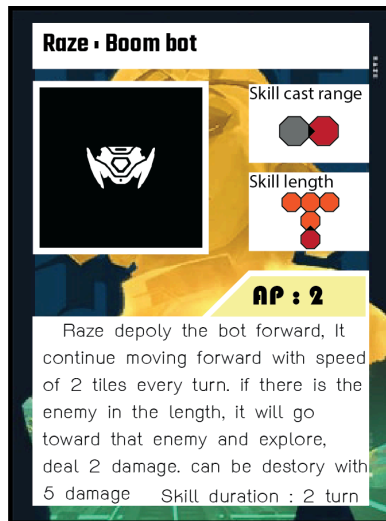 Raze : Boom bot
RAZE
Skill cast range
Skill length
AP : 2
Raze depoly the bot forward, It
continue moving forward with speed
of 2 tiles every turn. if there is the
enemy in the length, it will go
toward that enemy and explore,
deal 2 damage. can be destory with
5 damage Skill duration : 2 turn